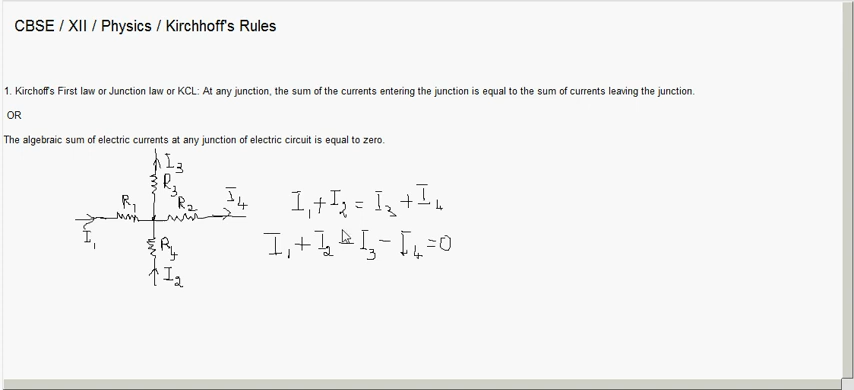 CBSE / XII / Physics / Kirchhoff's Rules
1. Kirchoff's First law or Junction law or KCL: At any junction, the sum of the currents entering the junction is equal to the sum of currents leaving the junction.
OR
The algebraic sum of electric currents at any junction of electric circuit is equal to zero.
I₃
R₃
R₁ R₂ I₄
I₁
R₄
I₂
I₁ + I₂ = I₃ + I₄
I₁ + I₂ - I₃ - I₄ = 0